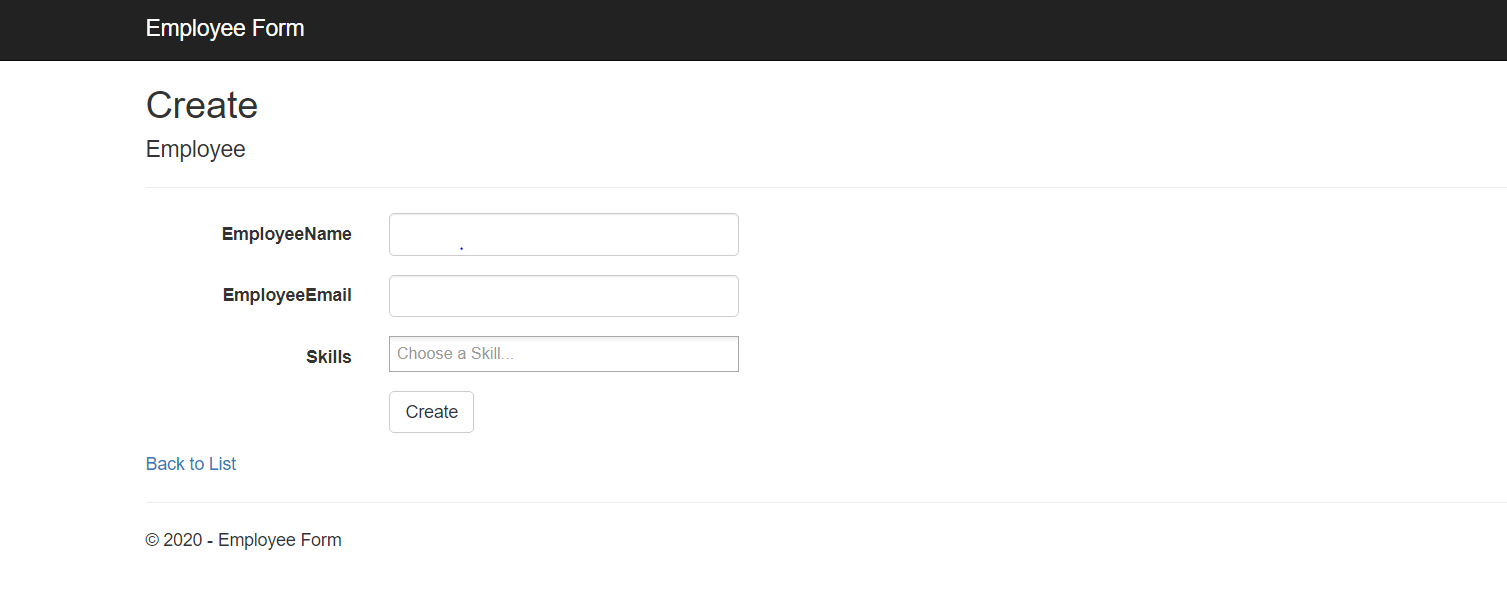 Employee Form
Create
Employee
EmployeeName
EmployeeEmail
Skills Choose a Skill...
Create
Back to List
© 2020 - Employee Form